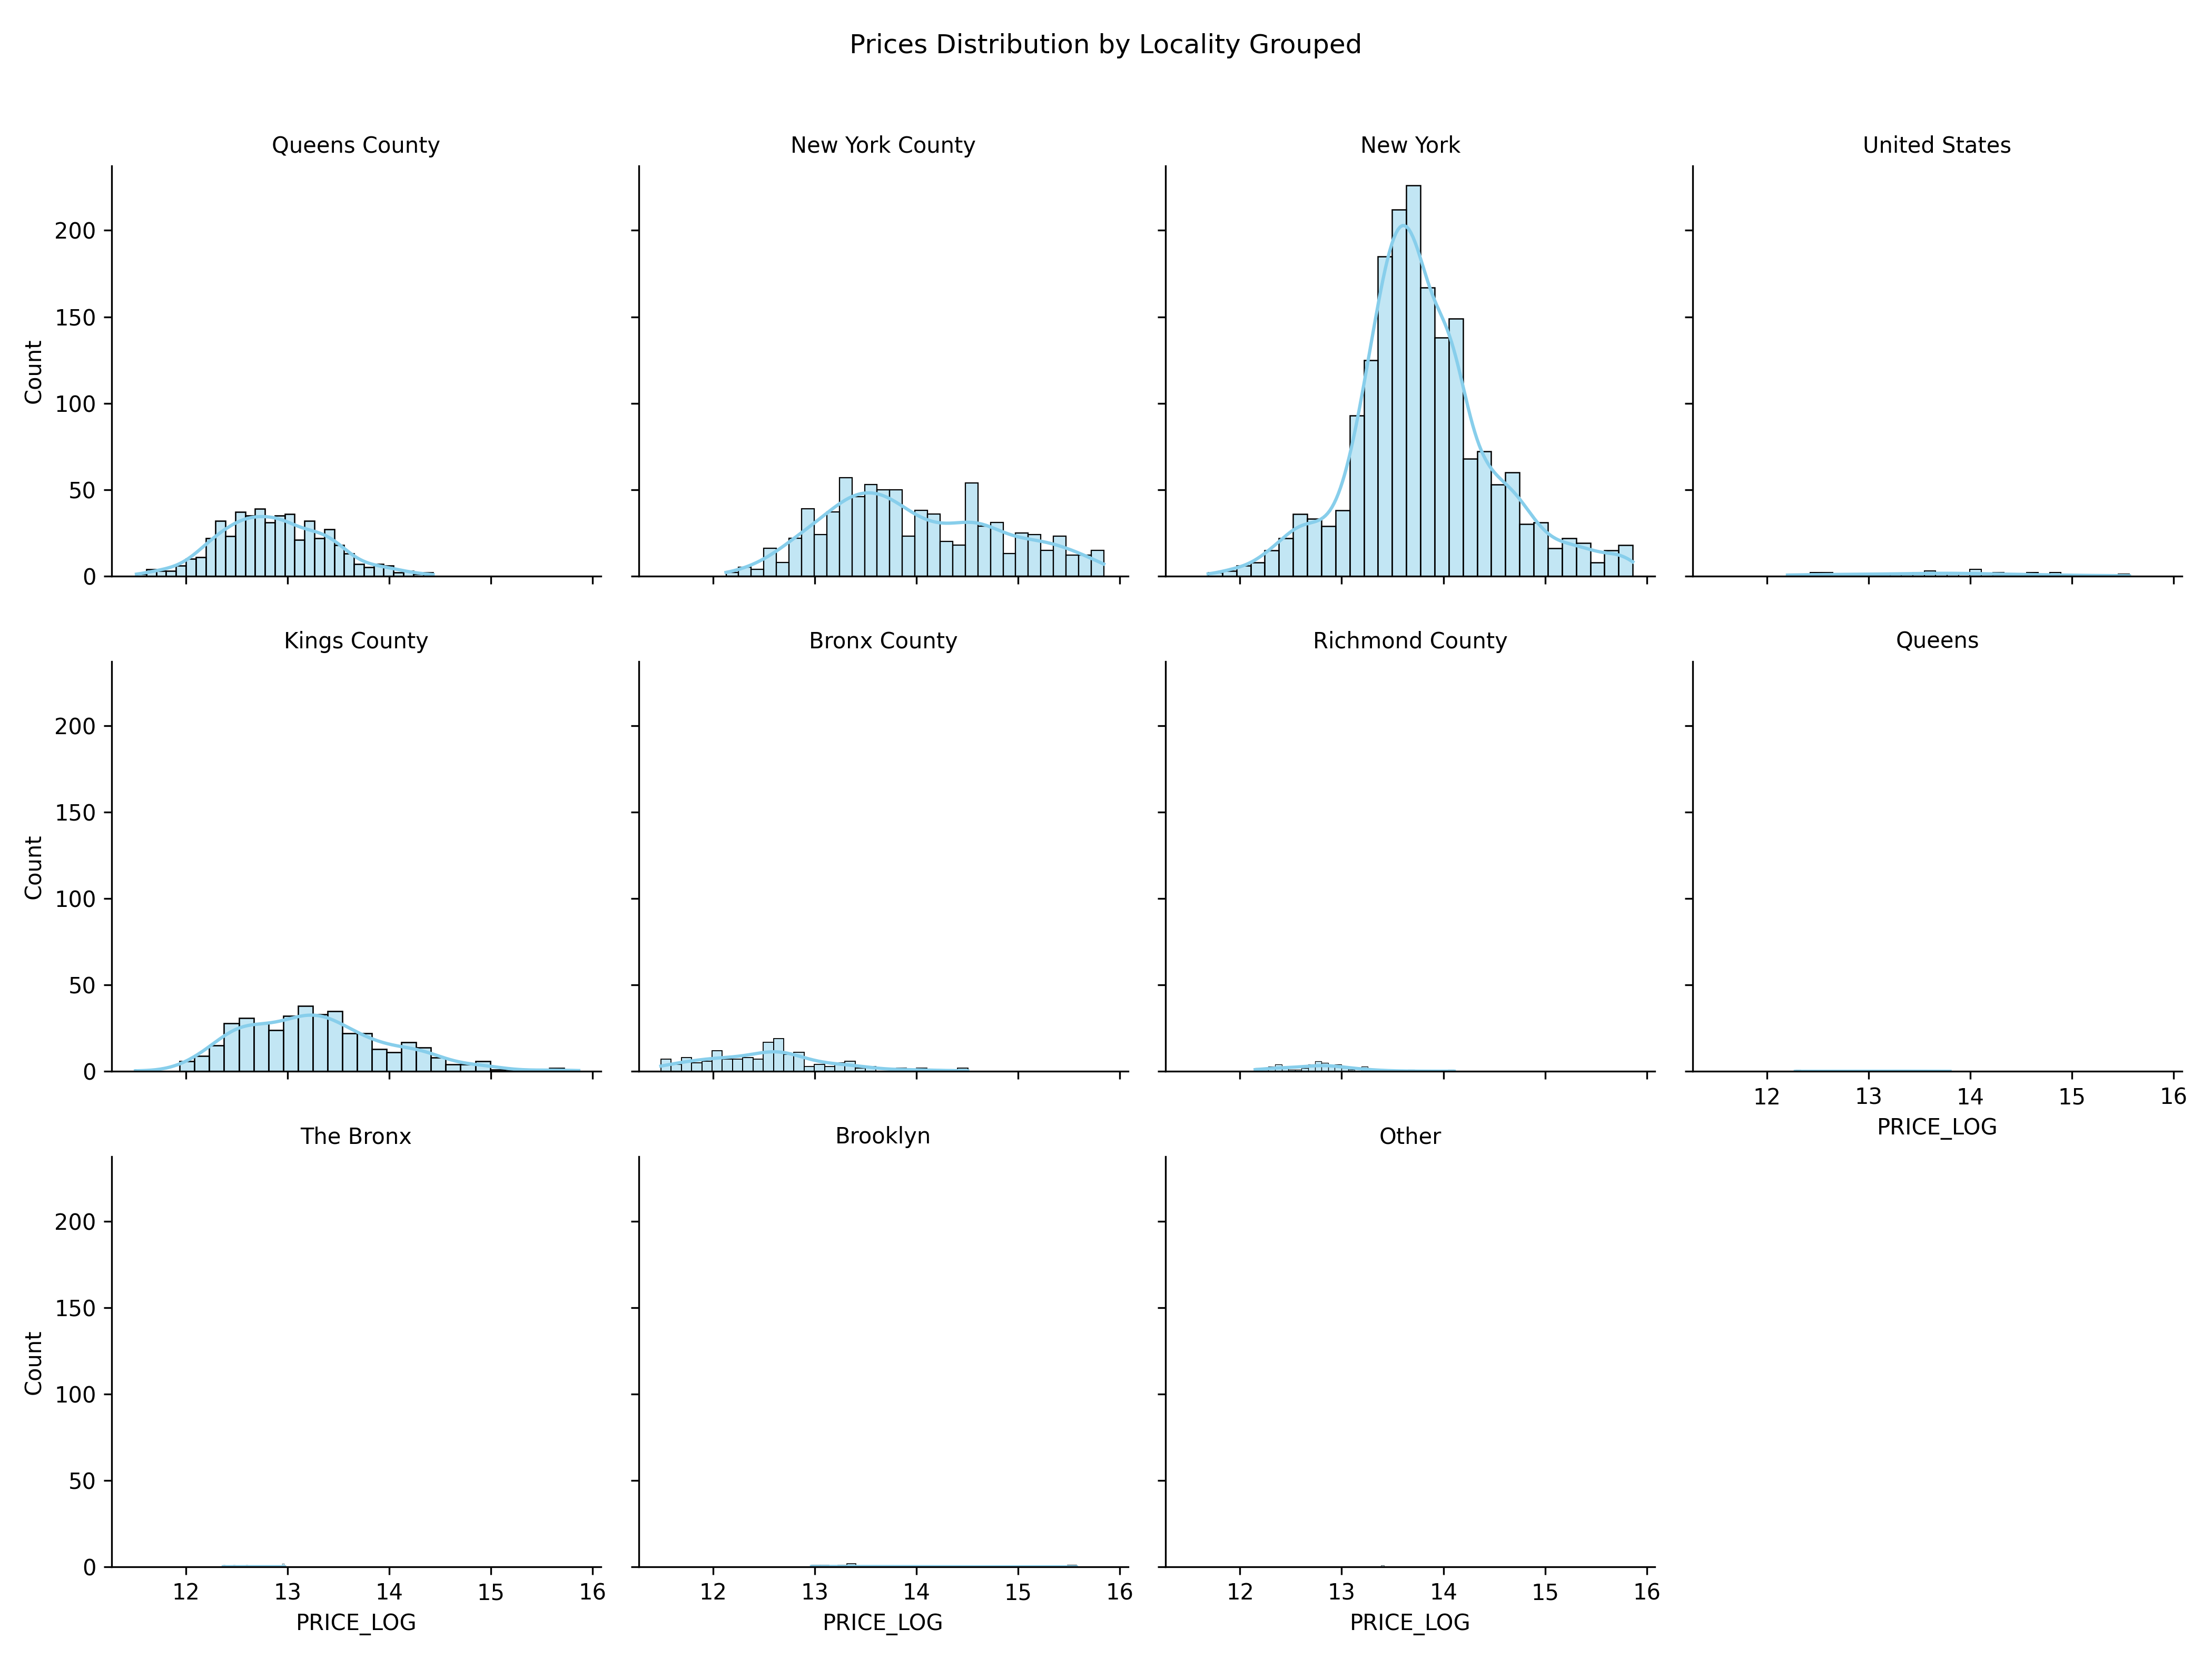 Prices Distribution by Locality Grouped
Queens County
New York County
New York
United States
200
150
100
50
0
Count
Kings County
Bronx County
Richmond County
Queens
200
150
100
50
0
Count
12 13 14 15 16
PRICE_LOG
The Bronx
Brooklyn
Other
200
150
100
50
0
Count
12 13 14 15 16
PRICE_LOG
12 13 14 15 16
PRICE_LOG
12 13 14 15 16
PRICE_LOG